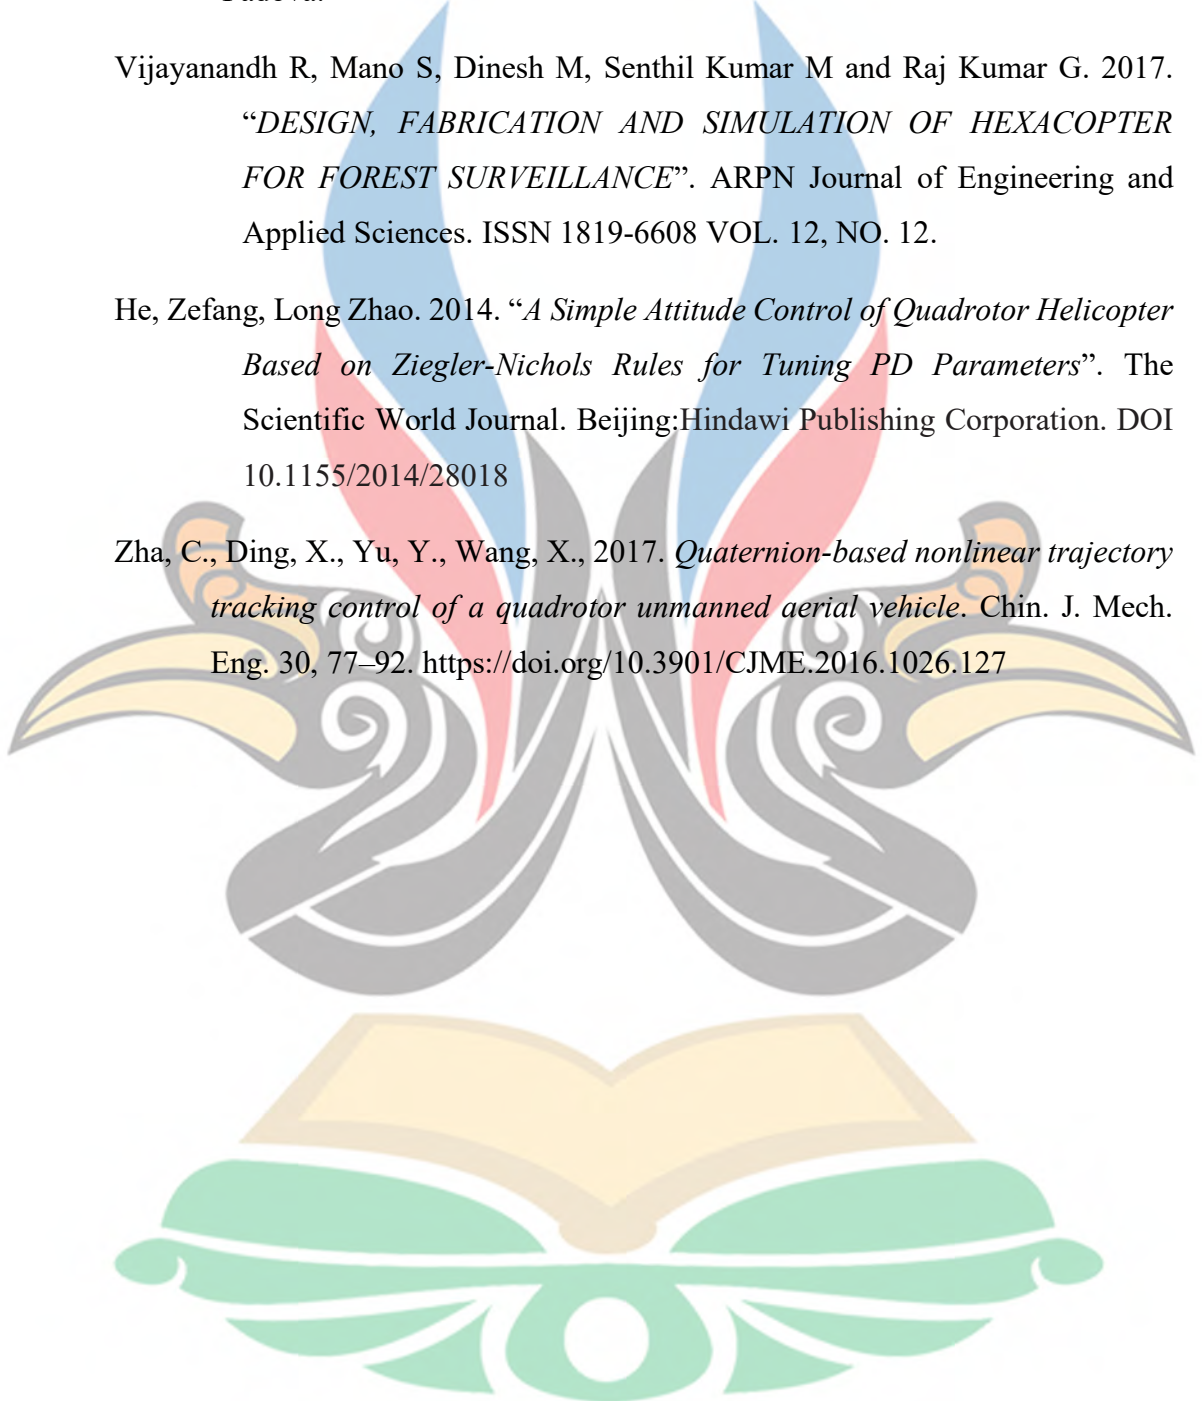 Vijayanandh R, Mano S, Dinesh M, Senthil Kumar M and Raj Kumar G. 2017.
“DESIGN, FABRICATION AND SIMULATION OF HEXACOPTER
FOR FOREST SURVEILLANCE”. ARPN Journal of Engineering and
Applied Sciences. ISSN 1819-6608 VOL. 12, NO. 12.
He, Zefang, Long Zhao. 2014. “A Simple Attitude Control of Quadrotor Helicopter
Based on Ziegler-Nichols Rules for Tuning PD Parameters”. The
Scientific World Journal. Beijing:Hindawi Publishing Corporation. DOI
10.1155/2014/28018
Zha, C., Ding, X., Yu, Y., Wang, X., 2017. Quaternion-based nonlinear trajectory
tracking control of a quadrotor unmanned aerial vehicle. Chin. J. Mech.
Eng. 30, 77–92. https://doi.org/10.3901/CJME.2016.1026.127